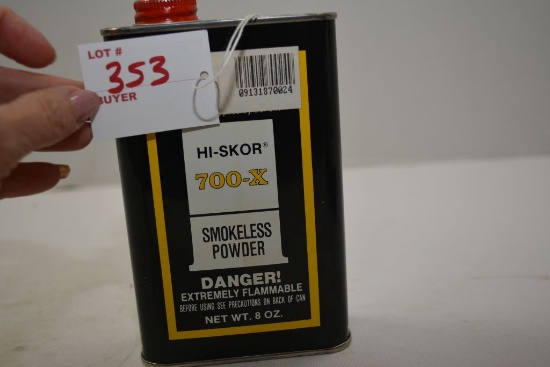 LOT #
353
BUYER
09131870024
HI-SKOR®
700-X
SMOKELESS
POWDER
DANGER!
EXTREMELY FLAMMABLE
BEFORE USING SEE PRECAUTIONS ON BACK OF CAN
NET WT. 8 OZ.